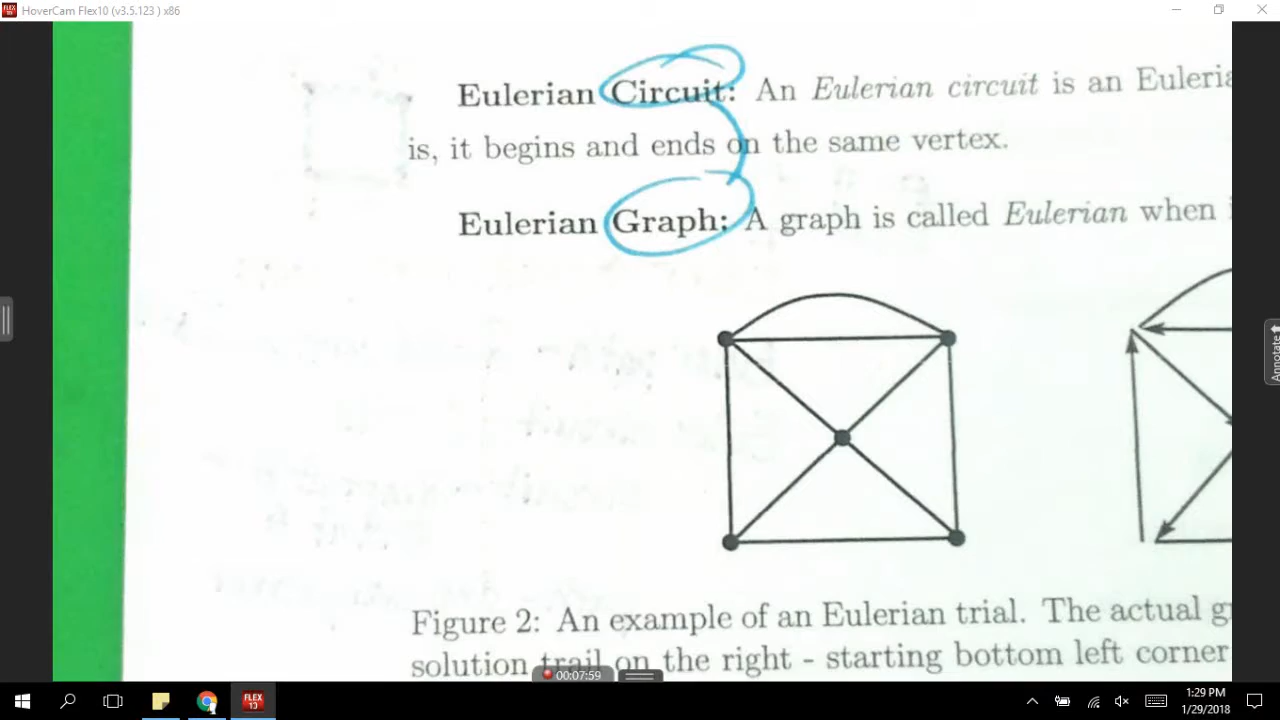 HoverCam Flex10 (v3.5.123 ) x86
Eulerian Circuit: An Eulerian circuit is an Euleria
is, it begins and ends on the same vertex.
Eulerian Graph: A graph is called Eulerian when
Annotate
Figure 2: An example of an Eulerian trial. The actual g
solution trail on the right - starting bottom left corner
00:07:59
FLEX
10
1:29 PM
1/29/2018